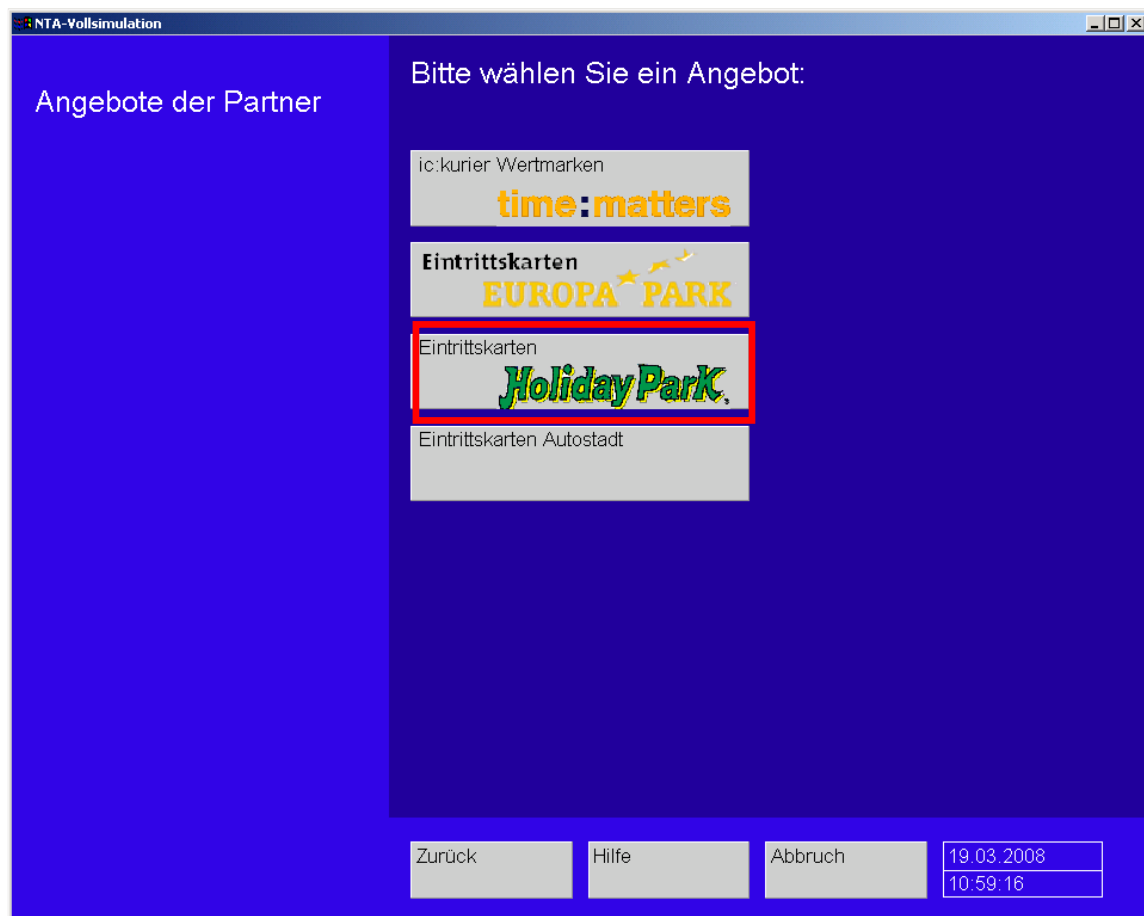 NTA-Vollsimulation
Angebote der Partner
Bitte wählen Sie ein Angebot:
ic:kurier Wertmarken
time:matters
Eintrittskarten
EUROPA PARK
Eintrittskarten
Holiday Park
Eintrittskarten Autostadt
Zurück
Hilfe
Abbruch
19.03.2008
10:59:16